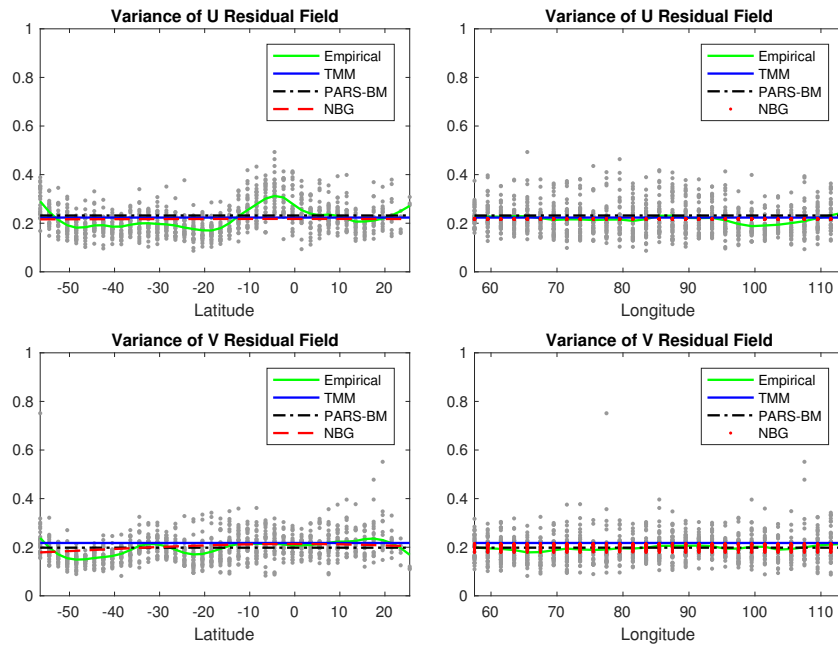 Variance of U Residual Field
1
0.8
0.6
0.4
0.2
0
Empirical
TMM
PARS-BM
NBG
-50 -40 -30 -20 -10 0 10 20
Latitude
Variance of U Residual Field
1
0.8
0.6
0.4
0.2
0
Empirical
TMM
PARS-BM
NBG
60 70 80 90 100 110
Longitude
Variance of V Residual Field
1
0.8
0.6
0.4
0.2
0
Empirical
TMM
PARS-BM
NBG
-50 -40 -30 -20 -10 0 10 20
Latitude
Variance of V Residual Field
1
0.8
0.6
0.4
0.2
0
Empirical
TMM
PARS-BM
NBG
60 70 80 90 100 110
Longitude